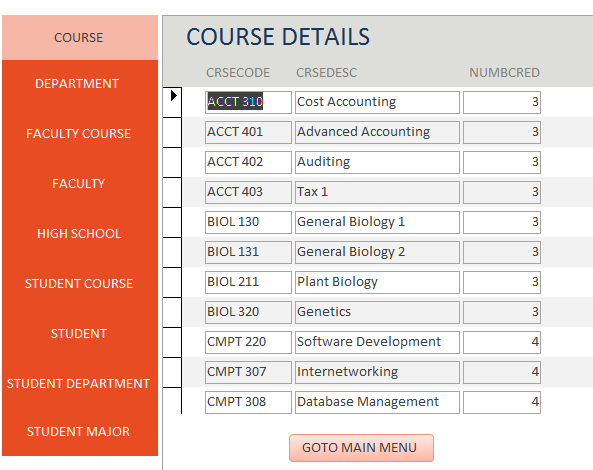 COURSE
DEPARTMENT
FACULTY COURSE
FACULTY
HIGH SCHOOL
STUDENT COURSE
STUDENT
STUDENT DEPARTMENT
STUDENT MAJOR
COURSE DETAILS
CRSECODE CRSEDESC NUMBCRED
ACCT 310 Cost Accounting 3
ACCT 401 Advanced Accounting 3
ACCT 402 Auditing 3
ACCT 403 Tax 1 3
BIOL 130 General Biology 1 3
BIOL 131 General Biology 2 3
BIOL 211 Plant Biology 3
BIOL 320 Genetics 3
CMPT 220 Software Development 4
CMPT 307 Internetworking 4
CMPT 308 Database Management 4
GOTO MAIN MENU